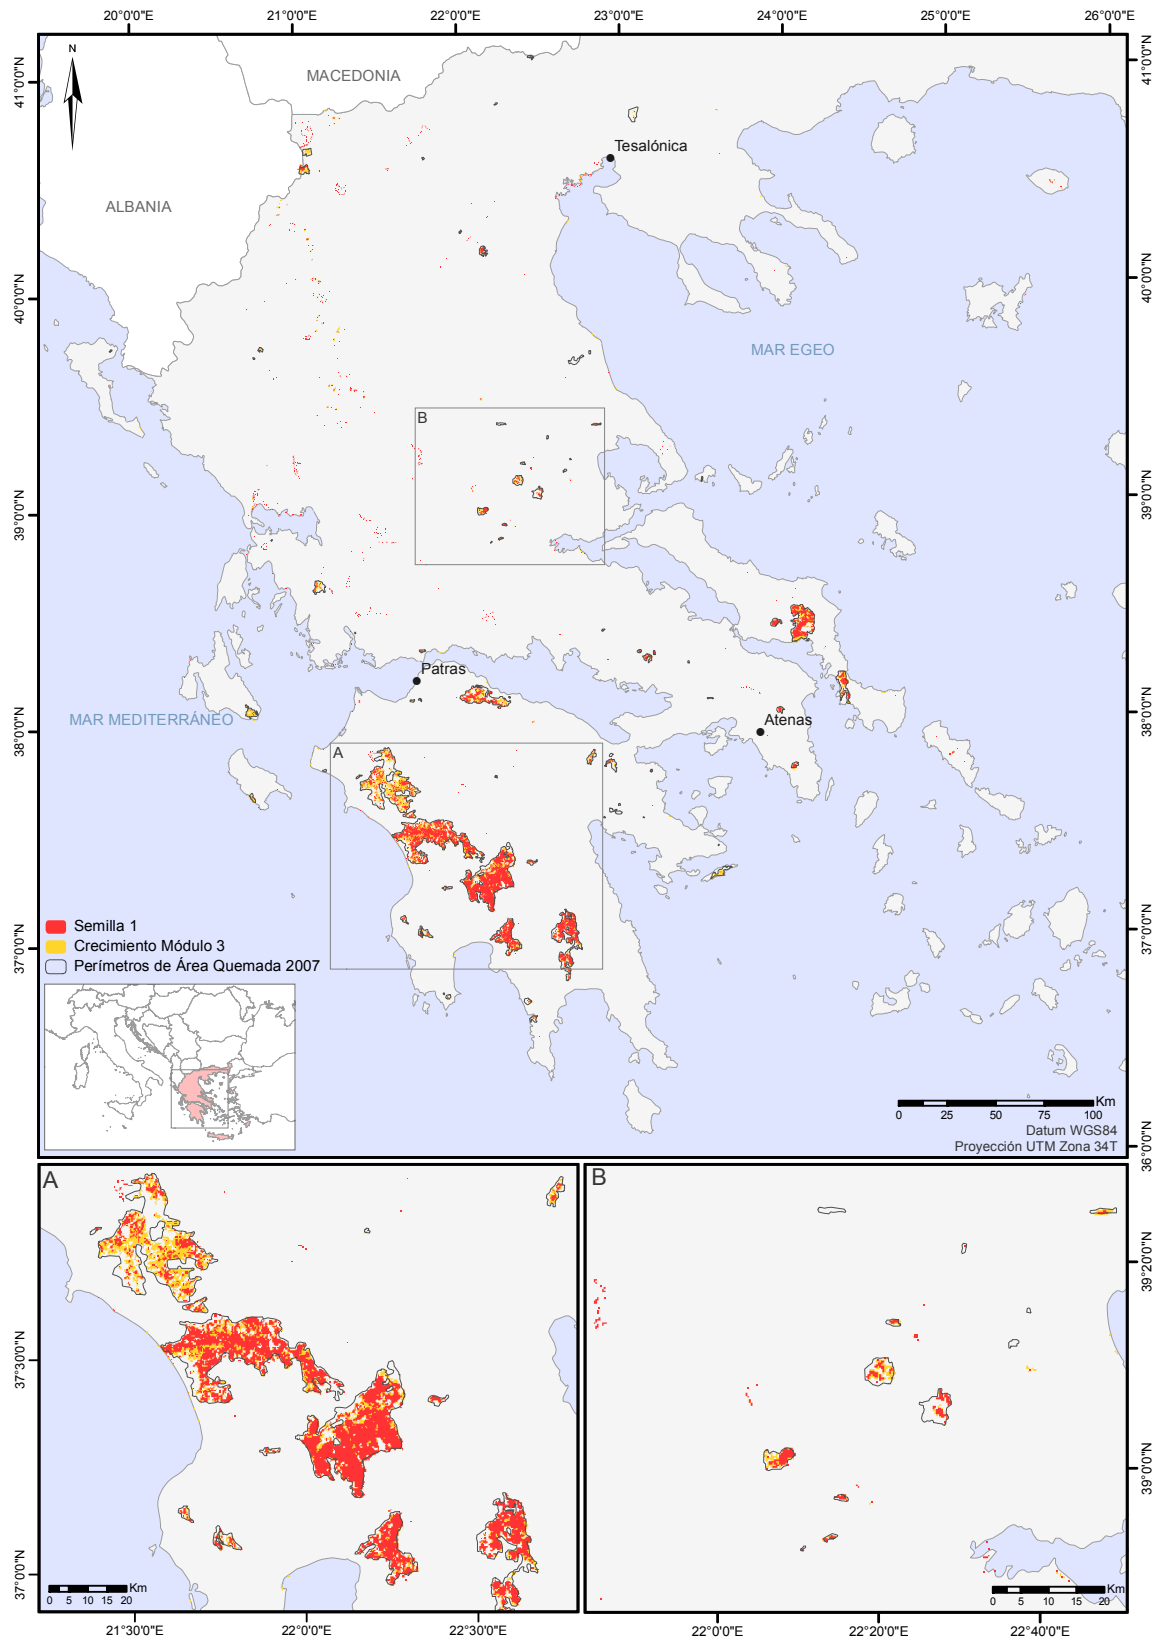 20°0'0"E 21°0'0"E 22°0'0"E 23°0'0"E 24°0'0"E 25°0'0"E 26°0'0"E
N
MACEDONIA
41°0'0"N
41°0'0"N
Tesalónica
ALBANIA
40°0'0"N
40°0'0"N
MAR EGEO
B
39°0'0"N
39°0'0"N
Patras
MAR MEDITERRÁNEO
Atenas
38°0'0"N
38°0'0"N
A
Semilla 1
Crecimiento Módulo 3
Perímetros de Área Quemada 2007
37°0'0"N
37°0'0"N
Km
0 25 50 75 100
Datum WGS84
Proyección UTM Zona 34T
36°0'0"N
A
37°30'0"N
37°0'0"N
Km
0 5 10 15 20
21°30'0"E 22°0'0"E 22°30'0"E
B
39°20'0"N
39°0'0"N
Km
0 5 10 15 20
22°0'0"E 22°20'0"E 22°40'0"E